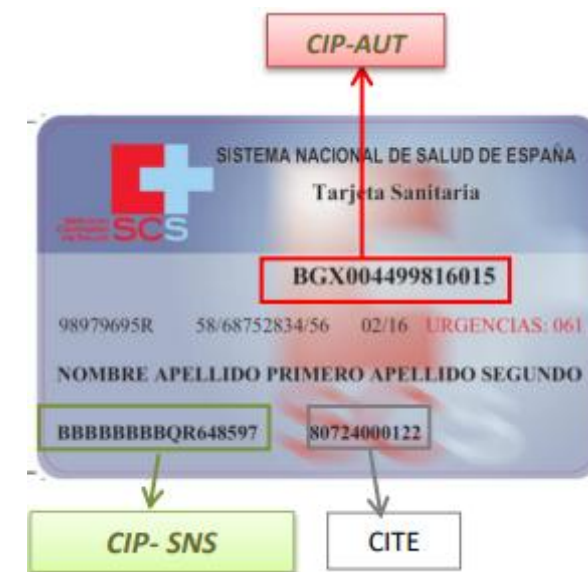 CIP-AUT
SISTEMA NACIONAL DE SALUD DE ESPAÑA
Tarjeta Sanitaria
SCS
BGX004499816015
98979695R 58/68752834/56 02/16 URGENCIAS: 061
NOMBRE APELLIDO PRIMERO APELLIDO SEGUNDO
BBBBBBBBQR648597 80724000122
CIP- SNS CITE